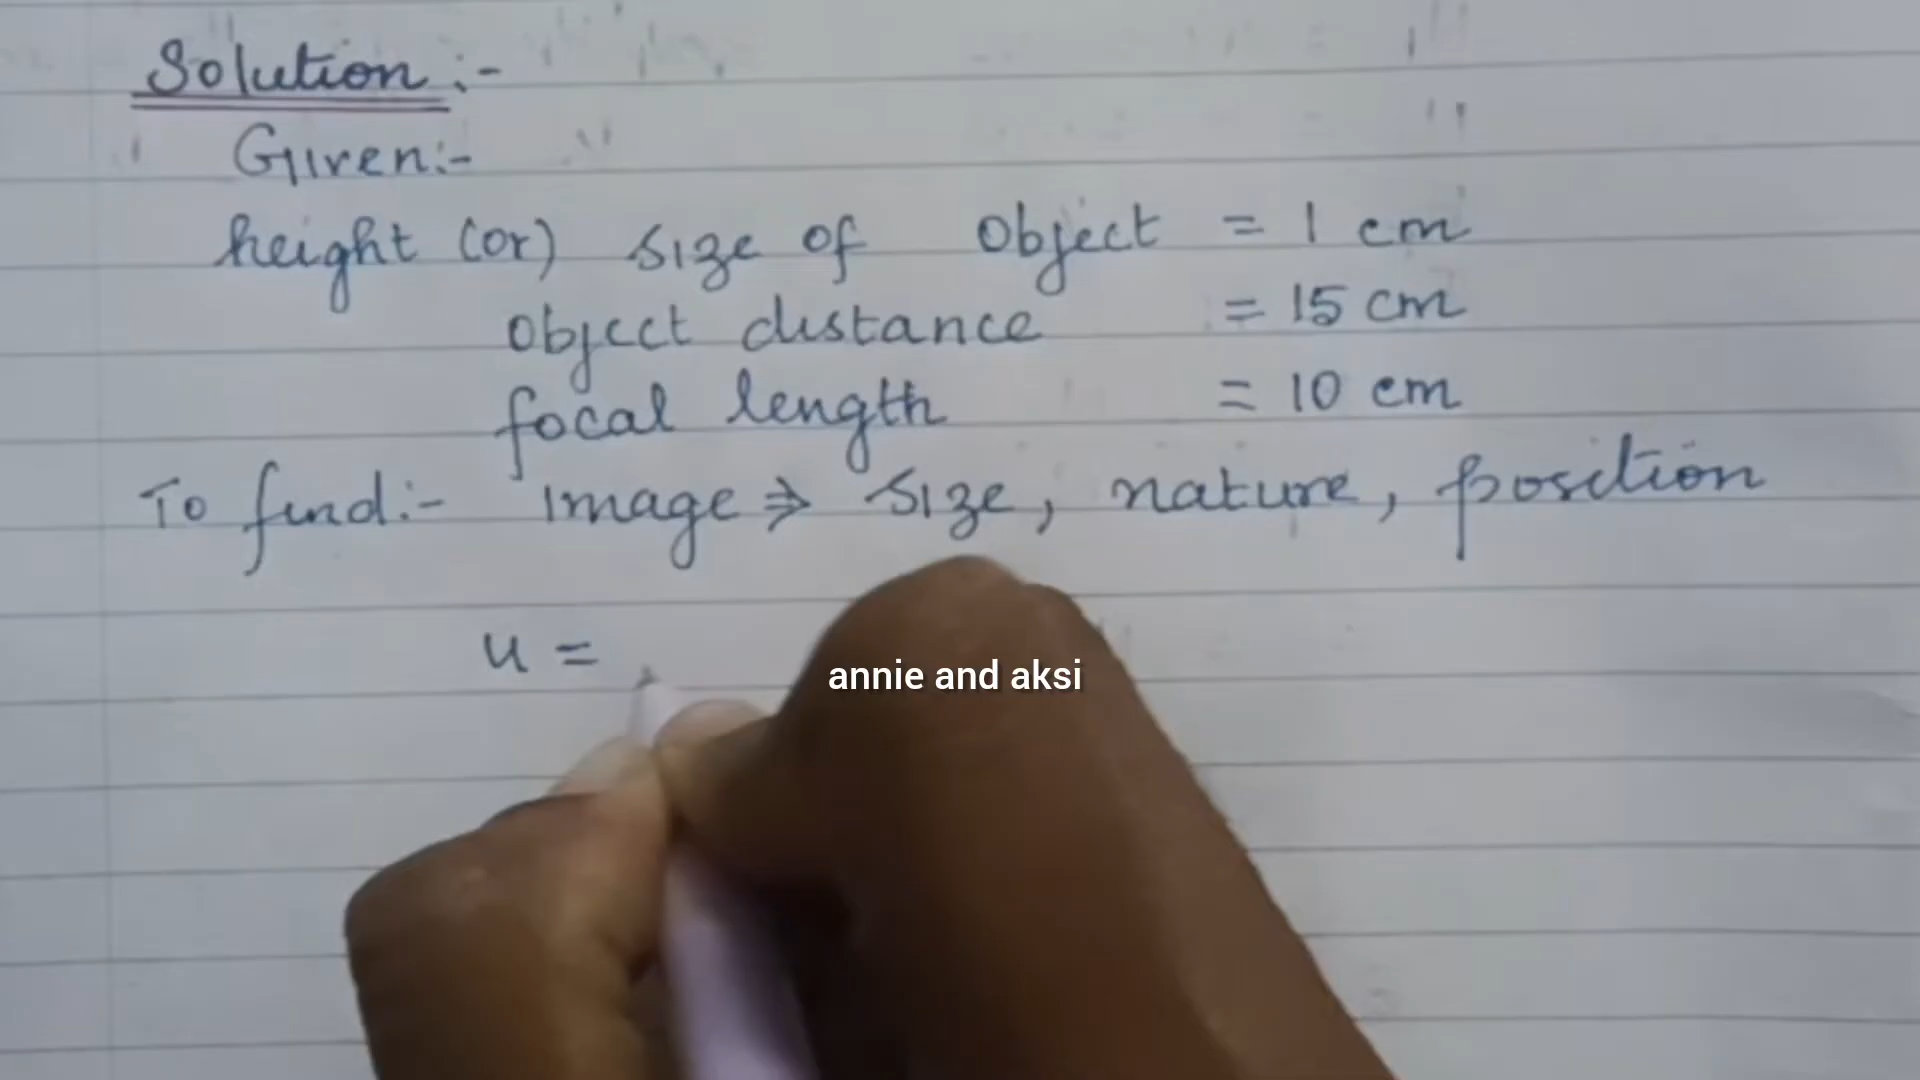 Solution :-
Given:-
height (or) size of object = 1 cm
object distance = 15 cm
focal length = 10 cm
To find:- image ⇒ size, nature, position
u =
annie and aksi